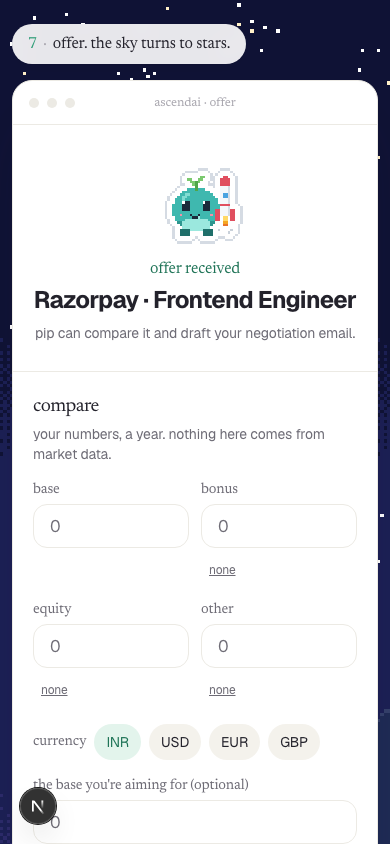 7 · offer. the sky turns to stars.
ascendai · offer
offer received
Razorpay · Frontend Engineer
pip can compare it and draft your negotiation email.
compare
your numbers, a year. nothing here comes from
market data.
base bonus
0 0
none
equity other
0 0
none none
currency INR USD EUR GBP
the base you're aiming for (optional)
N 0